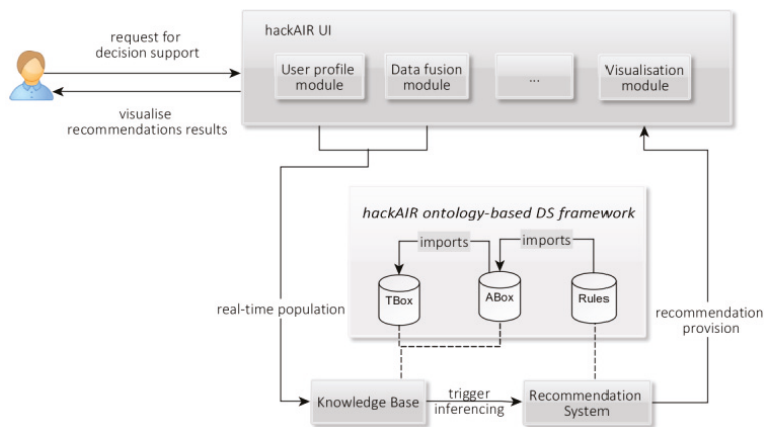 request for
decision support
visualise
recommendations results
hackAIR UI
User profile
module
Data fusion
module
...
Visualisation
module
hackAIR ontology-based DS framework
imports
imports
TBox
ABox
Rules
real-time population
recommendation
provision
Knowledge Base
trigger
inferencing
Recommendation
System